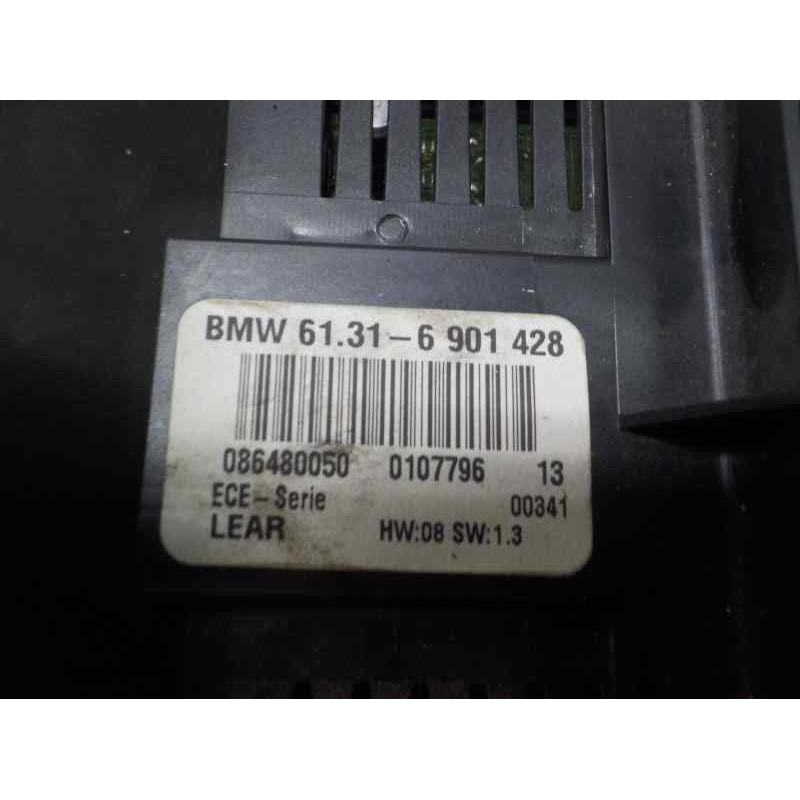 BMW 61.31-6 901 428
086480050 0107796 13
ECE-Serie 00341
LEAR HW:08 SW:1.3